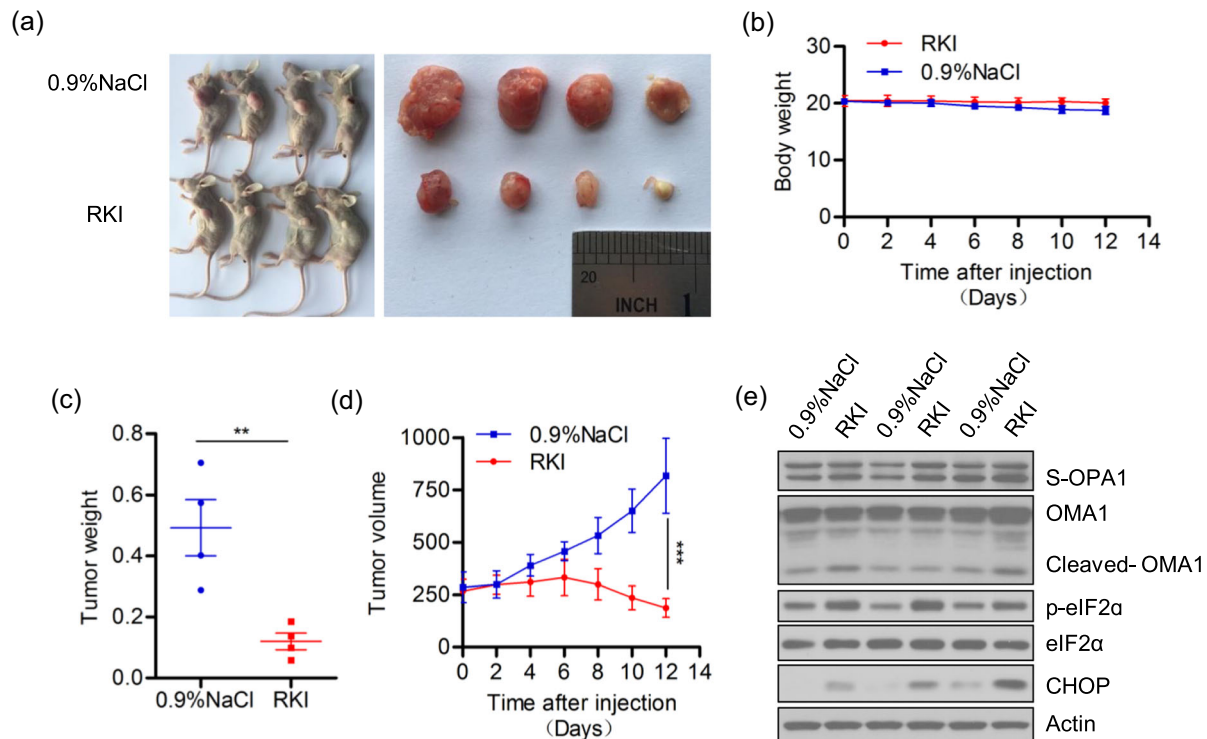 (a)
0.9%NaCl
RKI
20
INCH 1
(b)
RKI
0.9%NaCl
30
20
10
0
Body weight
0 2 4 6 8 10 12 14
Time after injection
(Days)
(c)
**
0.8
0.6
0.4
0.2
0.0
Tumor weight
0.9%NaCl RKI
(d)
0.9%NaCl
RKI
1000
750
500
250
0
Tumor volume
***
0 2 4 6 8 10 12 14
Time after injection
(Days)
(e)
0.9%NaCl RKI 0.9%NaCl RKI 0.9%NaCl RKI
S-OPA1
OMA1
Cleaved- OMA1
p-eIF2α
eIF2α
CHOP
Actin